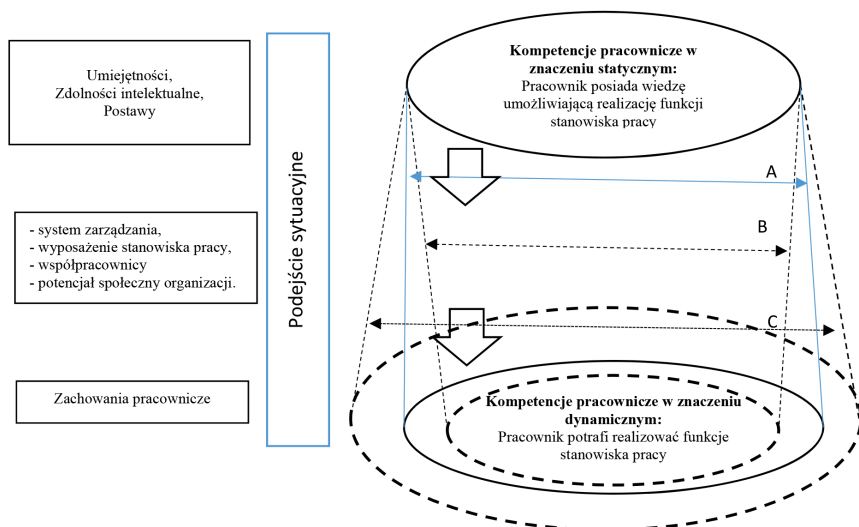 Umiejętności,
Zdolności intelektualne,
Postawy
- system zarządzania,
- wyposażenie stanowiska pracy,
- współpracownicy
- potencjał społeczny organizacji.
Zachowania pracownicze
Podejście sytuacyjne
Kompetencje pracownicze w
znaczeniu statycznym:
Pracownik posiada wiedzę
umożliwiającą realizację funkcji
stanowiska pracy
A
B
C
Kompetencje pracownicze w znaczeniu
dynamicznym:
Pracownik potrafi realizować funkcje
stanowiska pracy